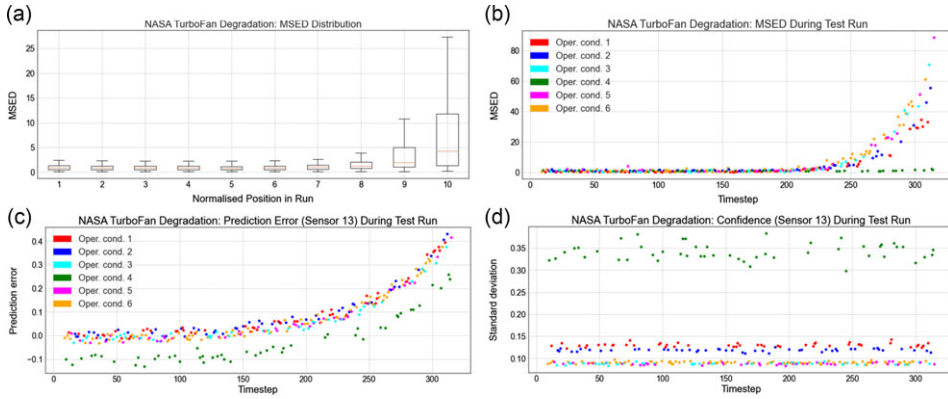 (a)
NASA TurboFan Degradation: MSED Distribution
25
20
15
10
5
0
MSED
1 2 3 4 5 6 7 8 9 10
Normalised Position in Run
(b)
NASA TurboFan Degradation: MSED During Test Run
80
60
40
20
0
MSED
Oper. cond. 1
Oper. cond. 2
Oper. cond. 3
Oper. cond. 4
Oper. cond. 5
Oper. cond. 6
0 50 100 150 200 250 300
Timestep
(c)
NASA TurboFan Degradation: Prediction Error (Sensor 13) During Test Run
0.4
0.3
0.2
0.1
0.0
−0.1
Prediction error
Oper. cond. 1
Oper. cond. 2
Oper. cond. 3
Oper. cond. 4
Oper. cond. 5
Oper. cond. 6
0 50 100 150 200 250 300
Timestep
(d)
NASA TurboFan Degradation: Confidence (Sensor 13) During Test Run
0.35
0.30
0.25
0.20
0.15
0.10
Standard deviation
0 50 100 150 200 250 300
Timestep